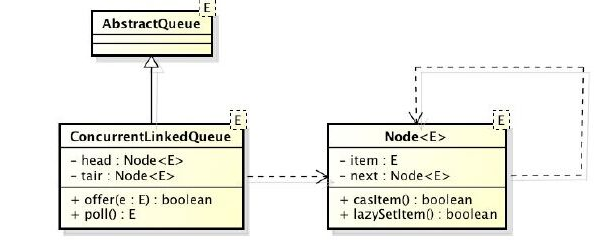 E
AbstractQueue
E
ConcurrentLinkedQueue
- head : Node<E>
- tair : Node<E>
+ offer(e : E) : boolean
+ poll() : E
E
Node<E>
- item : E
- next : Node<E>
+ casItem() : boolean
+ lazySetItem() : boolean